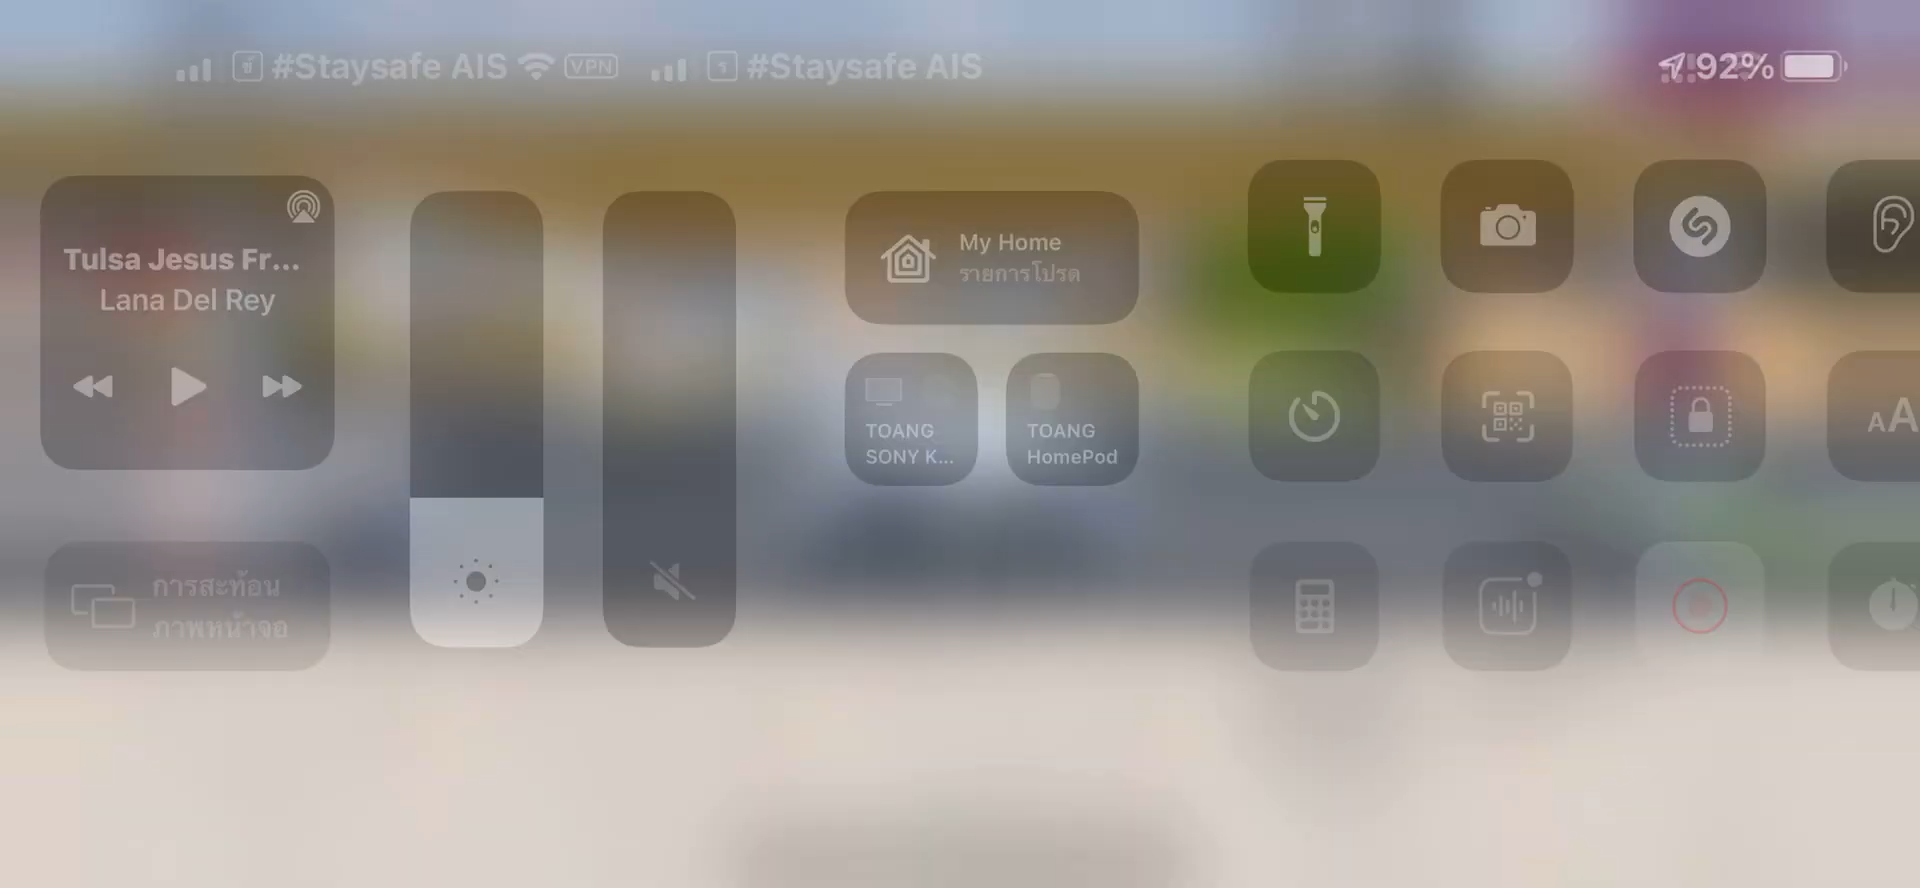 ช #Staysafe AIS VPN
ร #Staysafe AIS
92%
Tulsa Jesus Fr...
Lana Del Rey
My Home
รายการโปรด
TOANG
SONY K...
TOANG
HomePod
AA
การสะท้อน
ภาพหน้าจอ